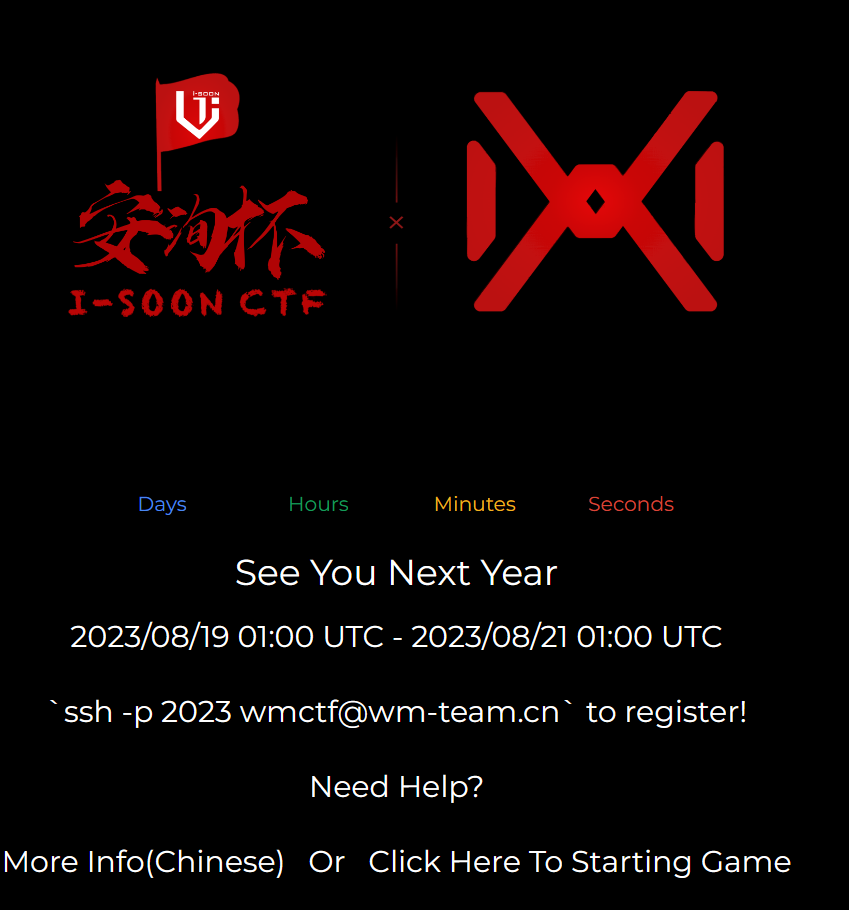 i-soon
安洵杯
I-SOON CTF
×
Days Hours Minutes Seconds
See You Next Year
2023/08/19 01:00 UTC - 2023/08/21 01:00 UTC
`ssh -p 2023 wmctf@wm-team.cn` to register!
Need Help?
More Info(Chinese) Or Click Here To Starting Game